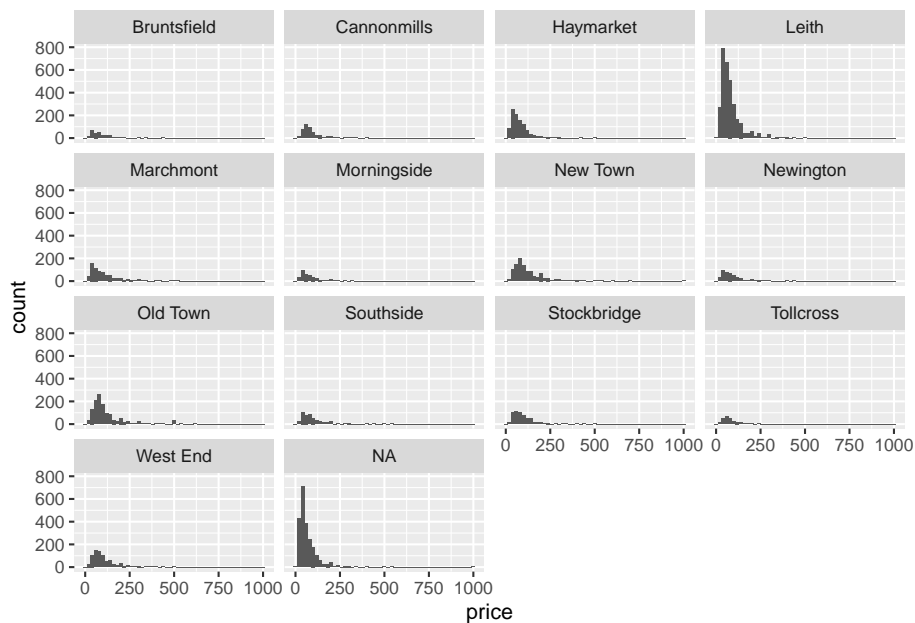 Bruntsfield Cannonmills Haymarket Leith
800
600
400
200
0
Marchmont Morningside New Town Newington
800
600
400
200
0
count
Old Town Southside Stockbridge Tollcross
800
600
400
200
0
0 250 500 750 1000 0 250 500 750 1000
West End NA
800
600
400
200
0
0 250 500 750 1000 0 250 500 750 1000
price